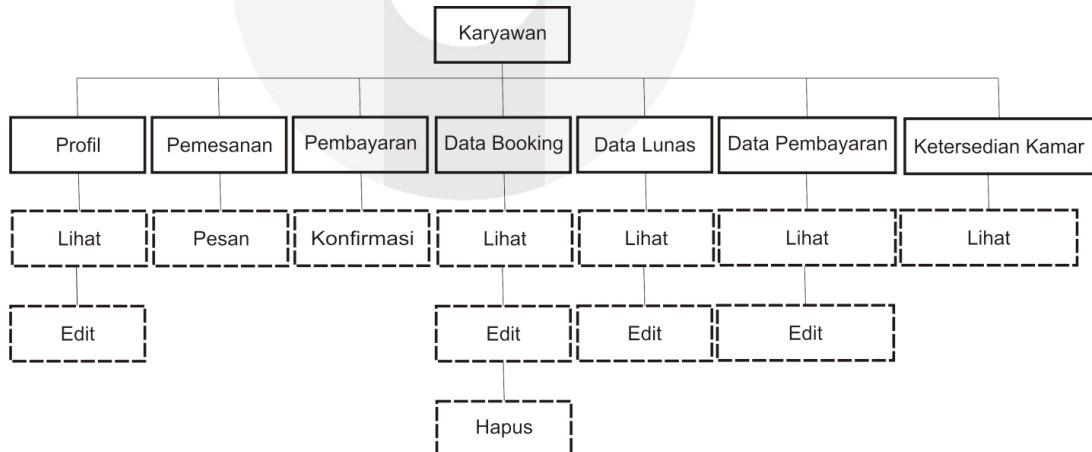 Karyawan
Profil
Pemesanan
Pembayaran
Data Booking
Data Lunas
Data Pembayaran
Ketersedian Kamar
Lihat
Pesan
Konfirmasi
Lihat
Lihat
Lihat
Lihat
Edit
Edit
Edit
Edit
Hapus